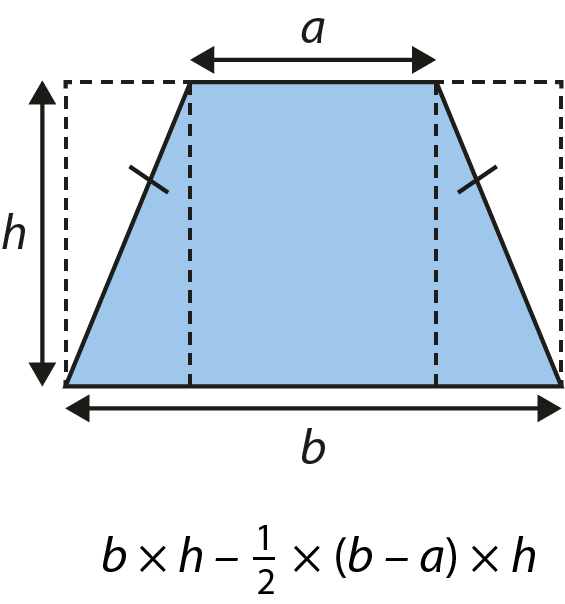 a
h
b
b × h – 1/2 × (b – a) × h